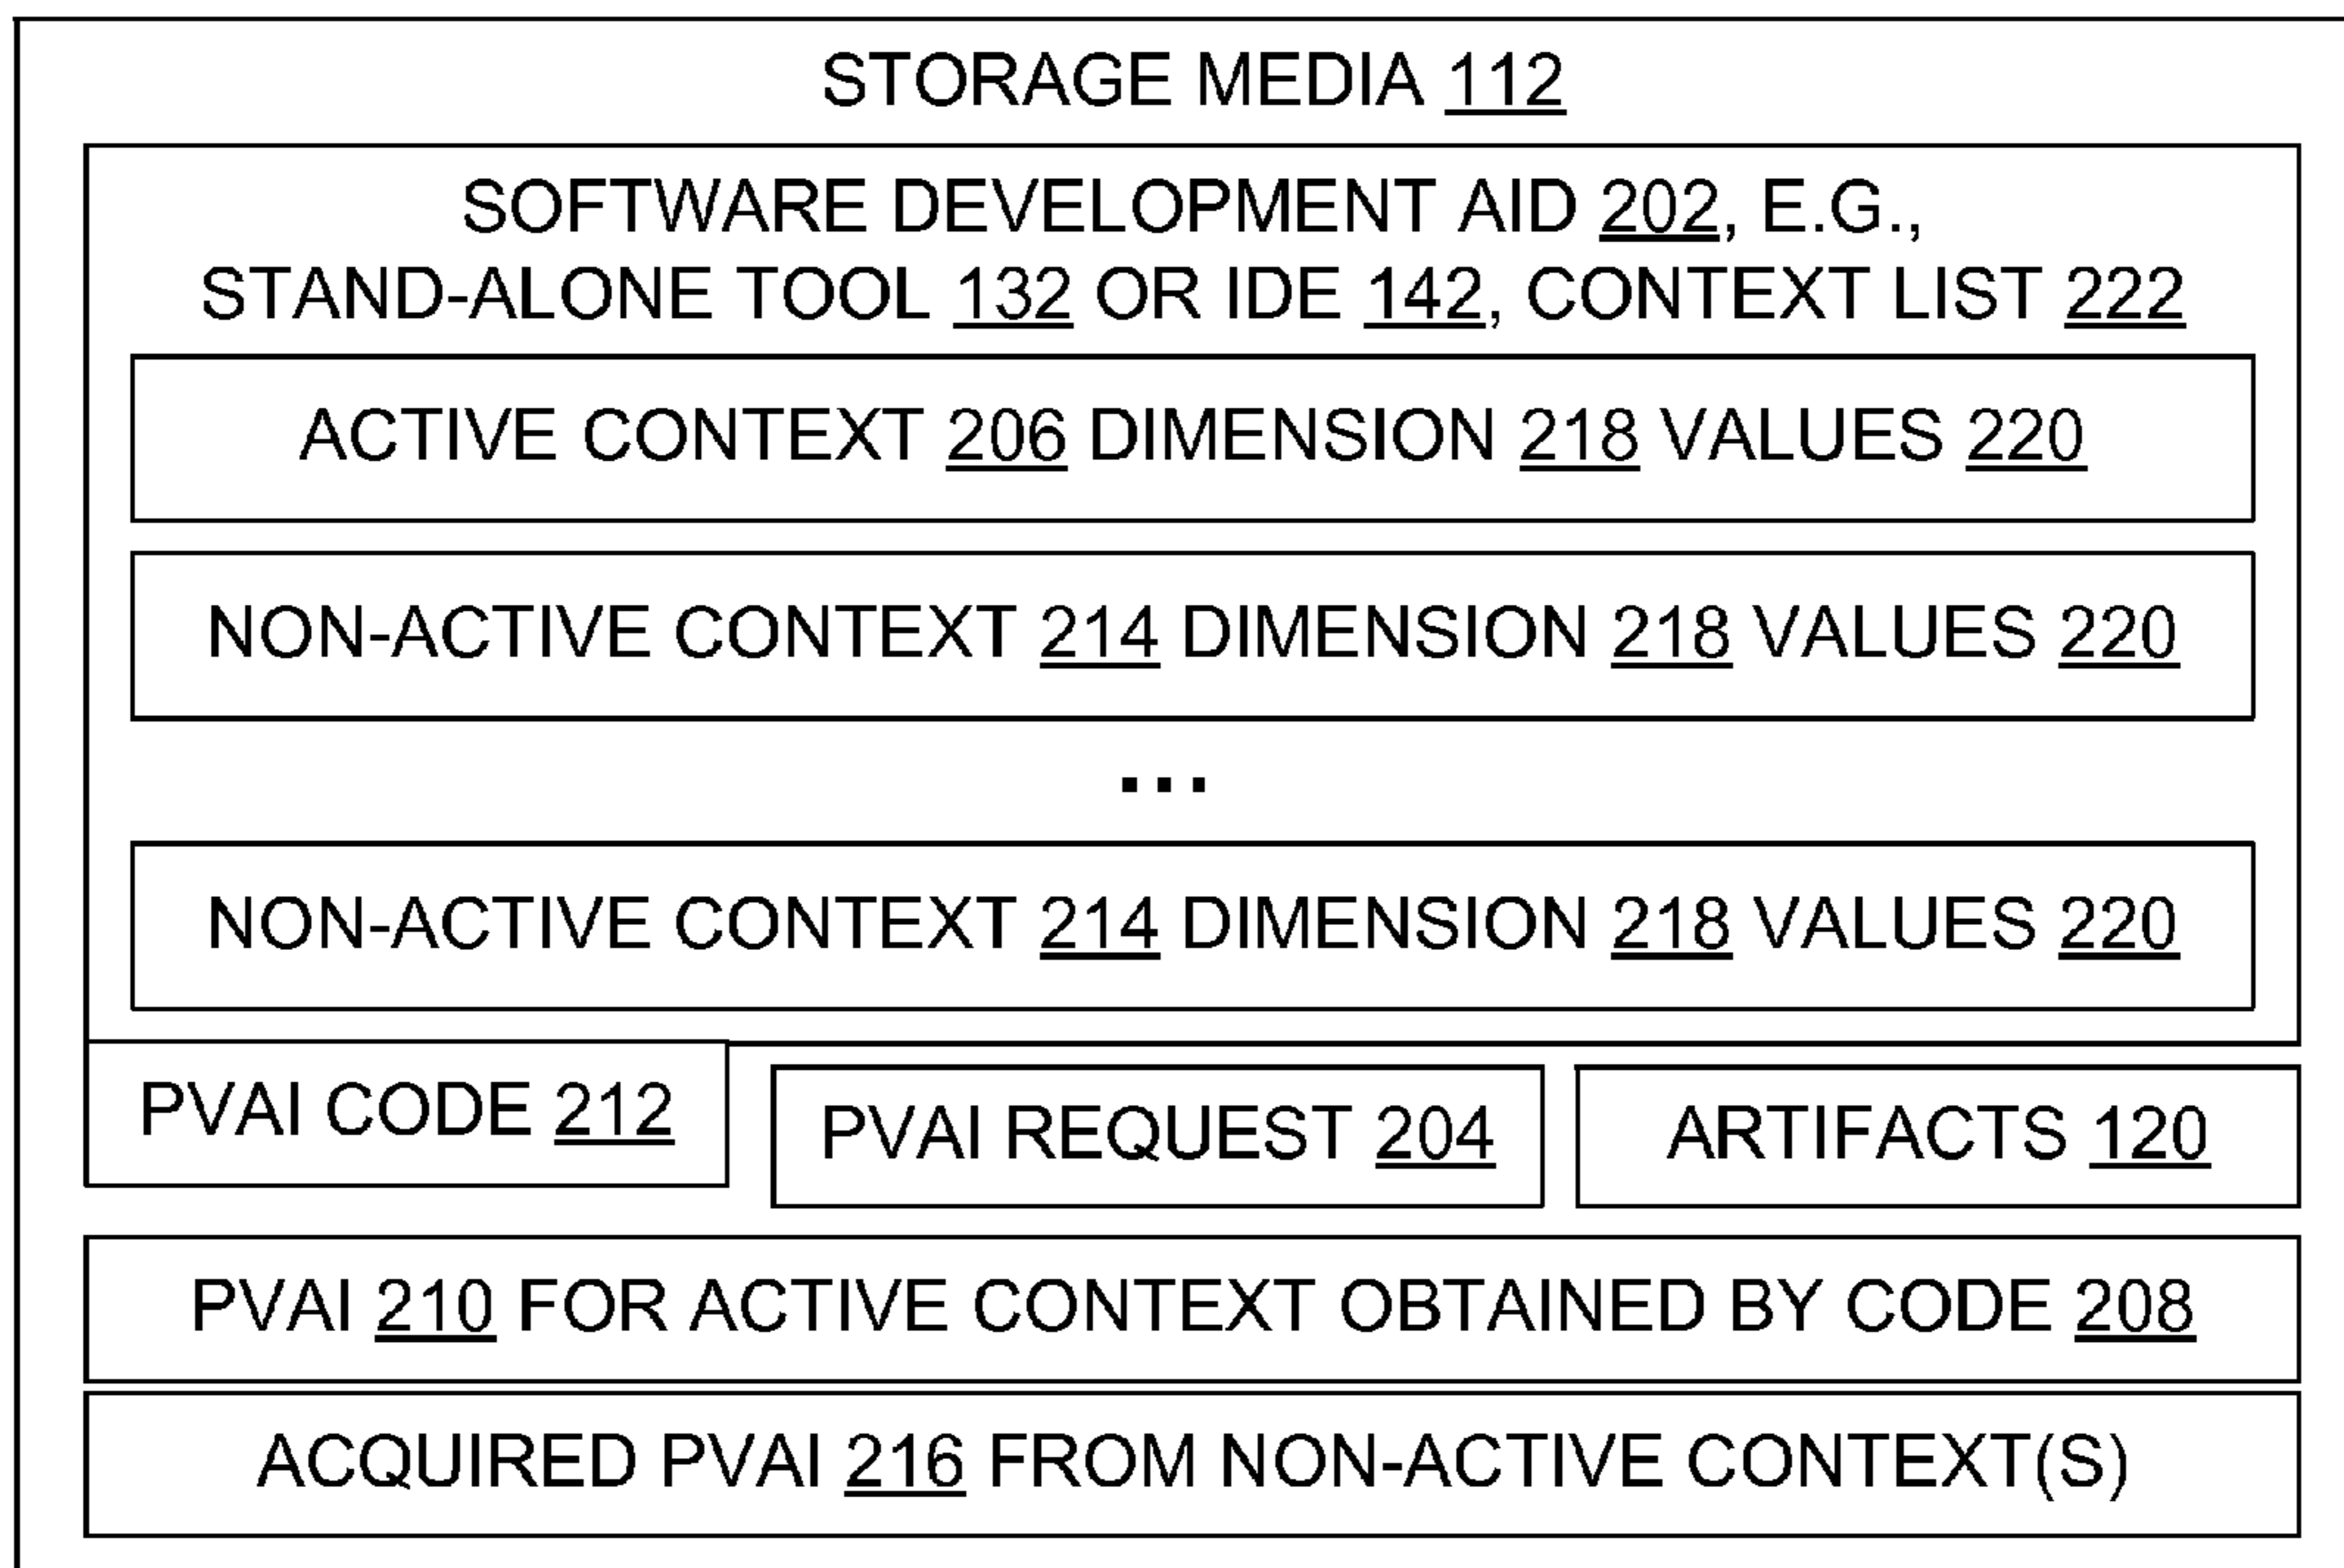 STORAGE MEDIA 112
SOFTWARE DEVELOPMENT AID 202, E.G.,
STAND-ALONE TOOL 132 OR IDE 142, CONTEXT LIST 222
ACTIVE CONTEXT 206 DIMENSION 218 VALUES 220
NON-ACTIVE CONTEXT 214 DIMENSION 218 VALUES 220
...
NON-ACTIVE CONTEXT 214 DIMENSION 218 VALUES 220
PVAI CODE 212
PVAI REQUEST 204
ARTIFACTS 120
PVAI 210 FOR ACTIVE CONTEXT OBTAINED BY CODE 208
ACQUIRED PVAI 216 FROM NON-ACTIVE CONTEXT(S)